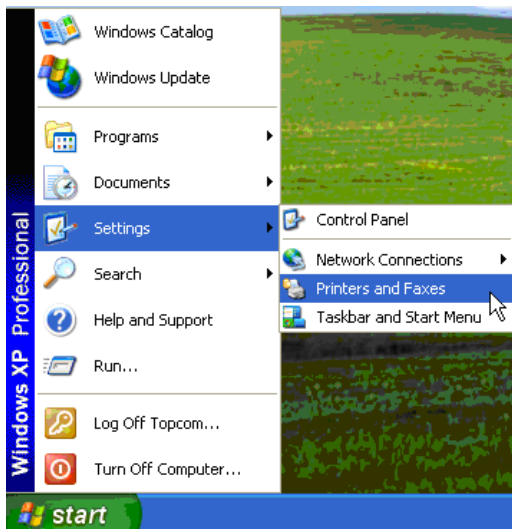 Windows Catalog
Windows Update
Programs
Documents
Settings
Search
Help and Support
Run...
Log Off Topcom...
Turn Off Computer...
Control Panel
Network Connections
Printers and Faxes
Taskbar and Start Menu
Windows XP Professional
start